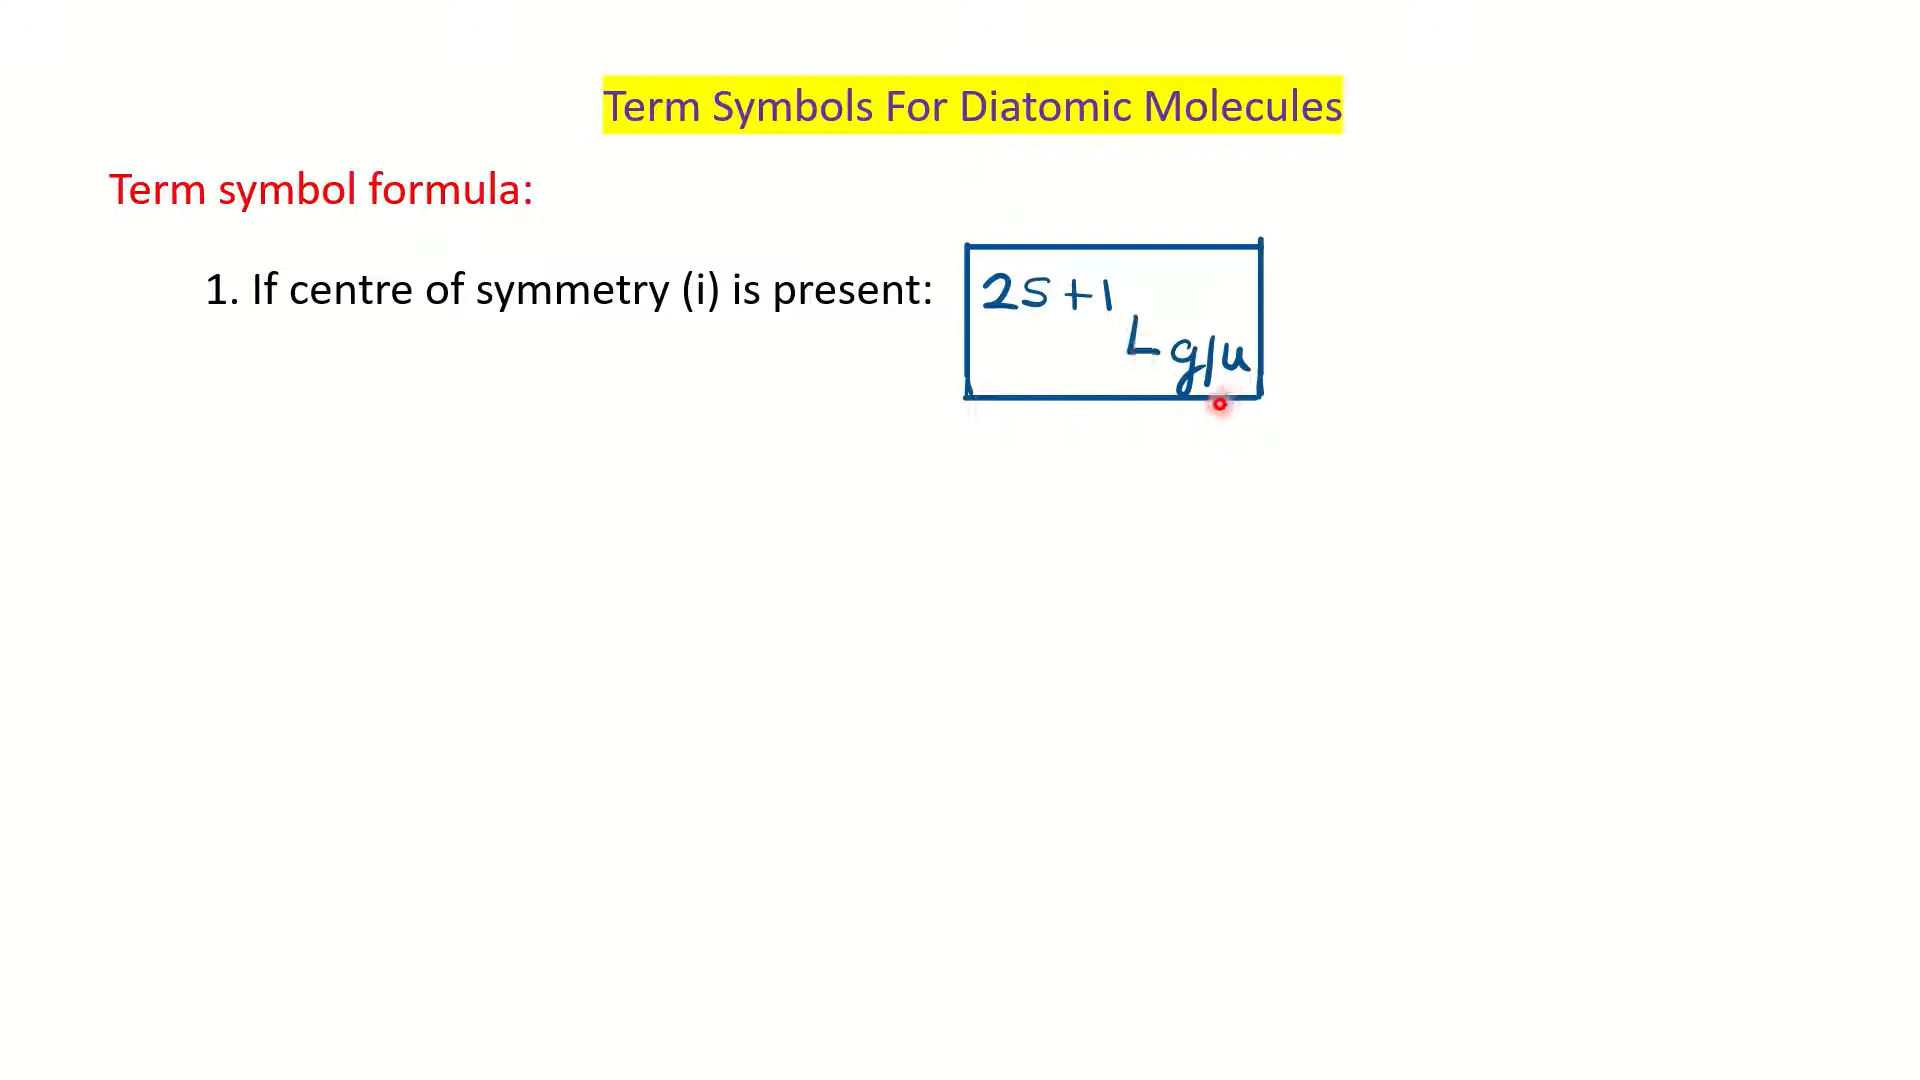 Term Symbols For Diatomic Molecules
Term symbol formula:
1. If centre of symmetry (i) is present: 2S+1
L g/u